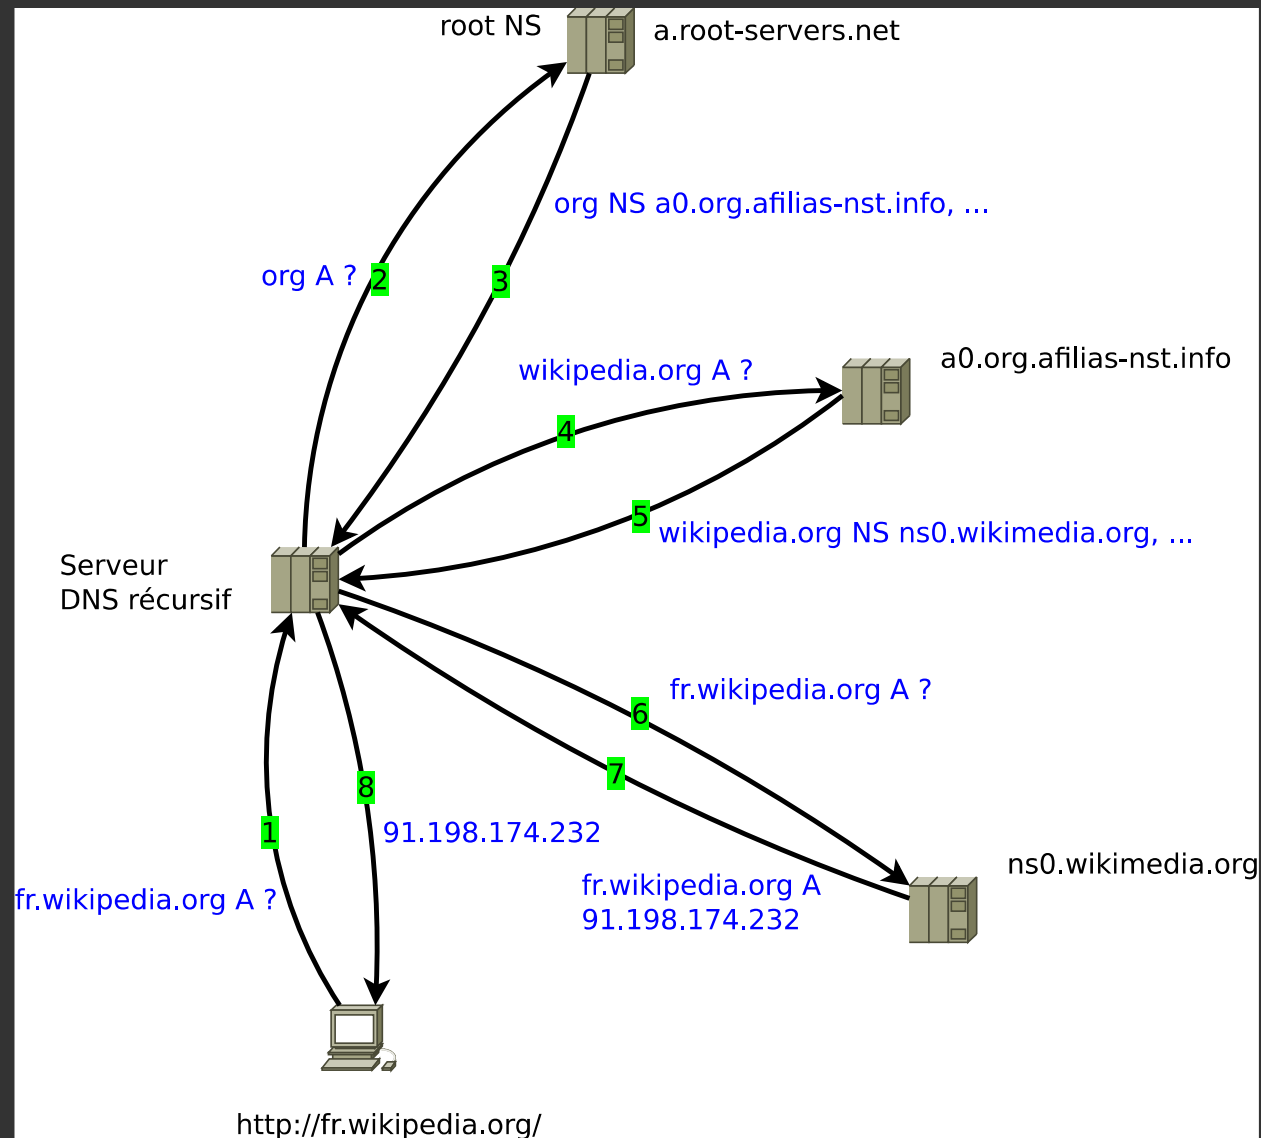 root NS
a.root-servers.net
org NS a0.org.afilias-nst.info, ...
org A ?
2
3
wikipedia.org A ?
a0.org.afilias-nst.info
4
5
wikipedia.org NS ns0.wikimedia.org, ...
Serveur
DNS récursif
fr.wikipedia.org A ?
6
7
8
1
91.198.174.232
fr.wikipedia.org A ?
ns0.wikimedia.org
fr.wikipedia.org A
91.198.174.232
http://fr.wikipedia.org/